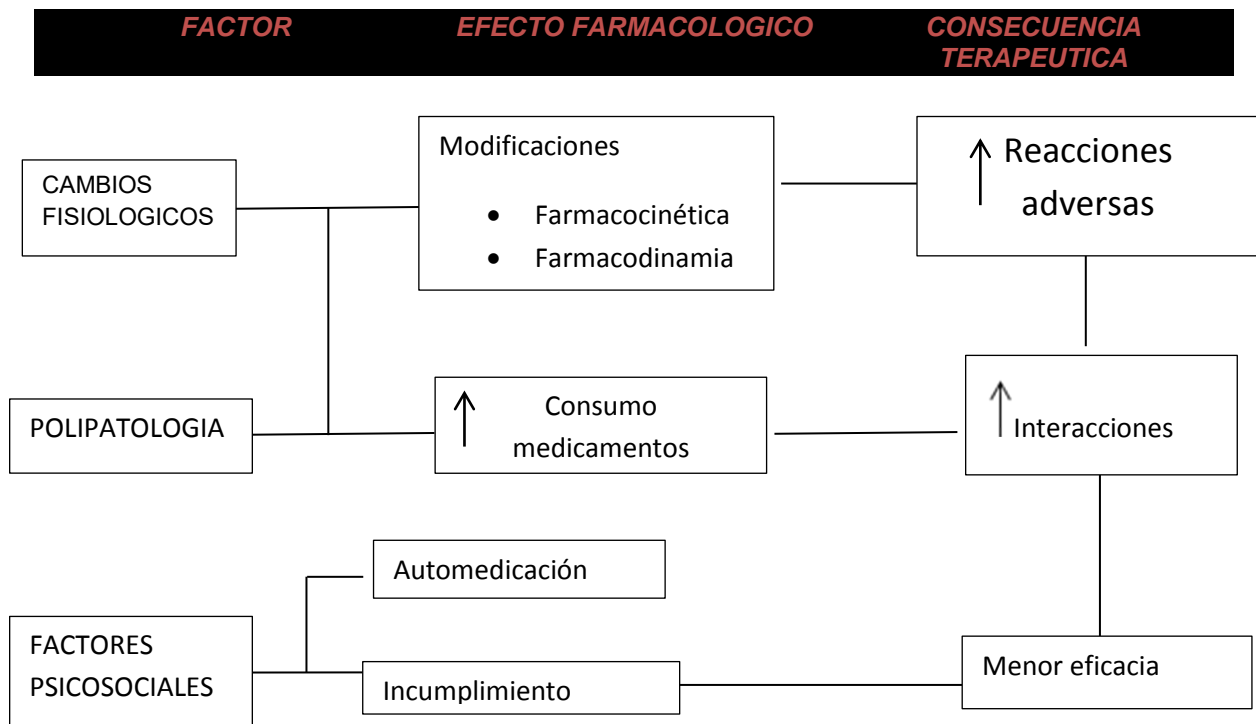 FACTOR EFECTO FARMACOLOGICO CONSECUENCIA
TERAPEUTICA
CAMBIOS
FISIOLOGICOS
Modificaciones
• Farmacocinética
• Farmacodinamia
↑ Reacciones
adversas
POLIPATOLOGIA
↑ Consumo
medicamentos
↑ Interacciones
FACTORES
PSICOSOCIALES
Automedicación
Incumplimiento
Menor eficacia